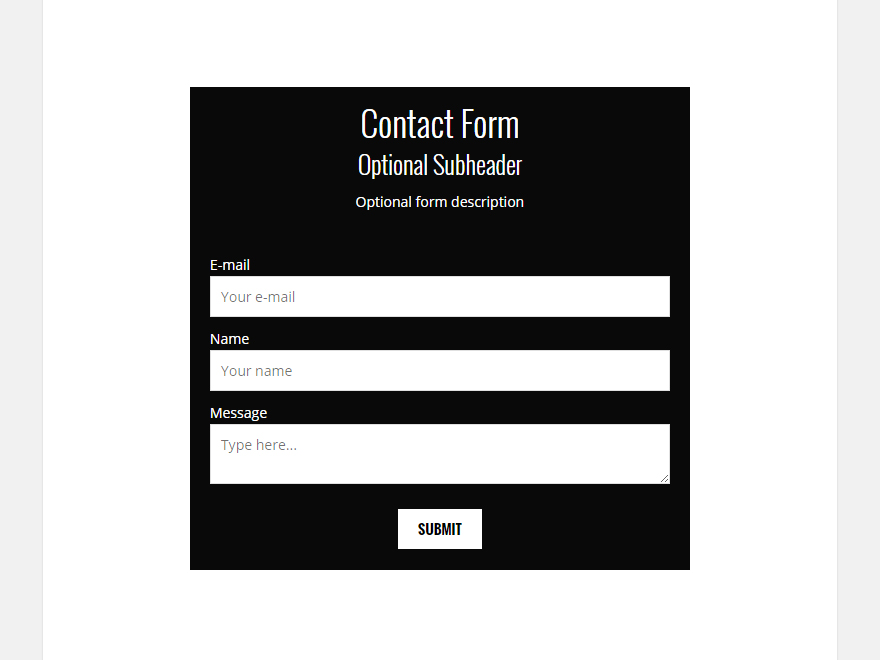 Contact Form
Optional Subheader
Optional form description
E-mail
Your e-mail
Name
Your name
Message
Type here...
SUBMIT